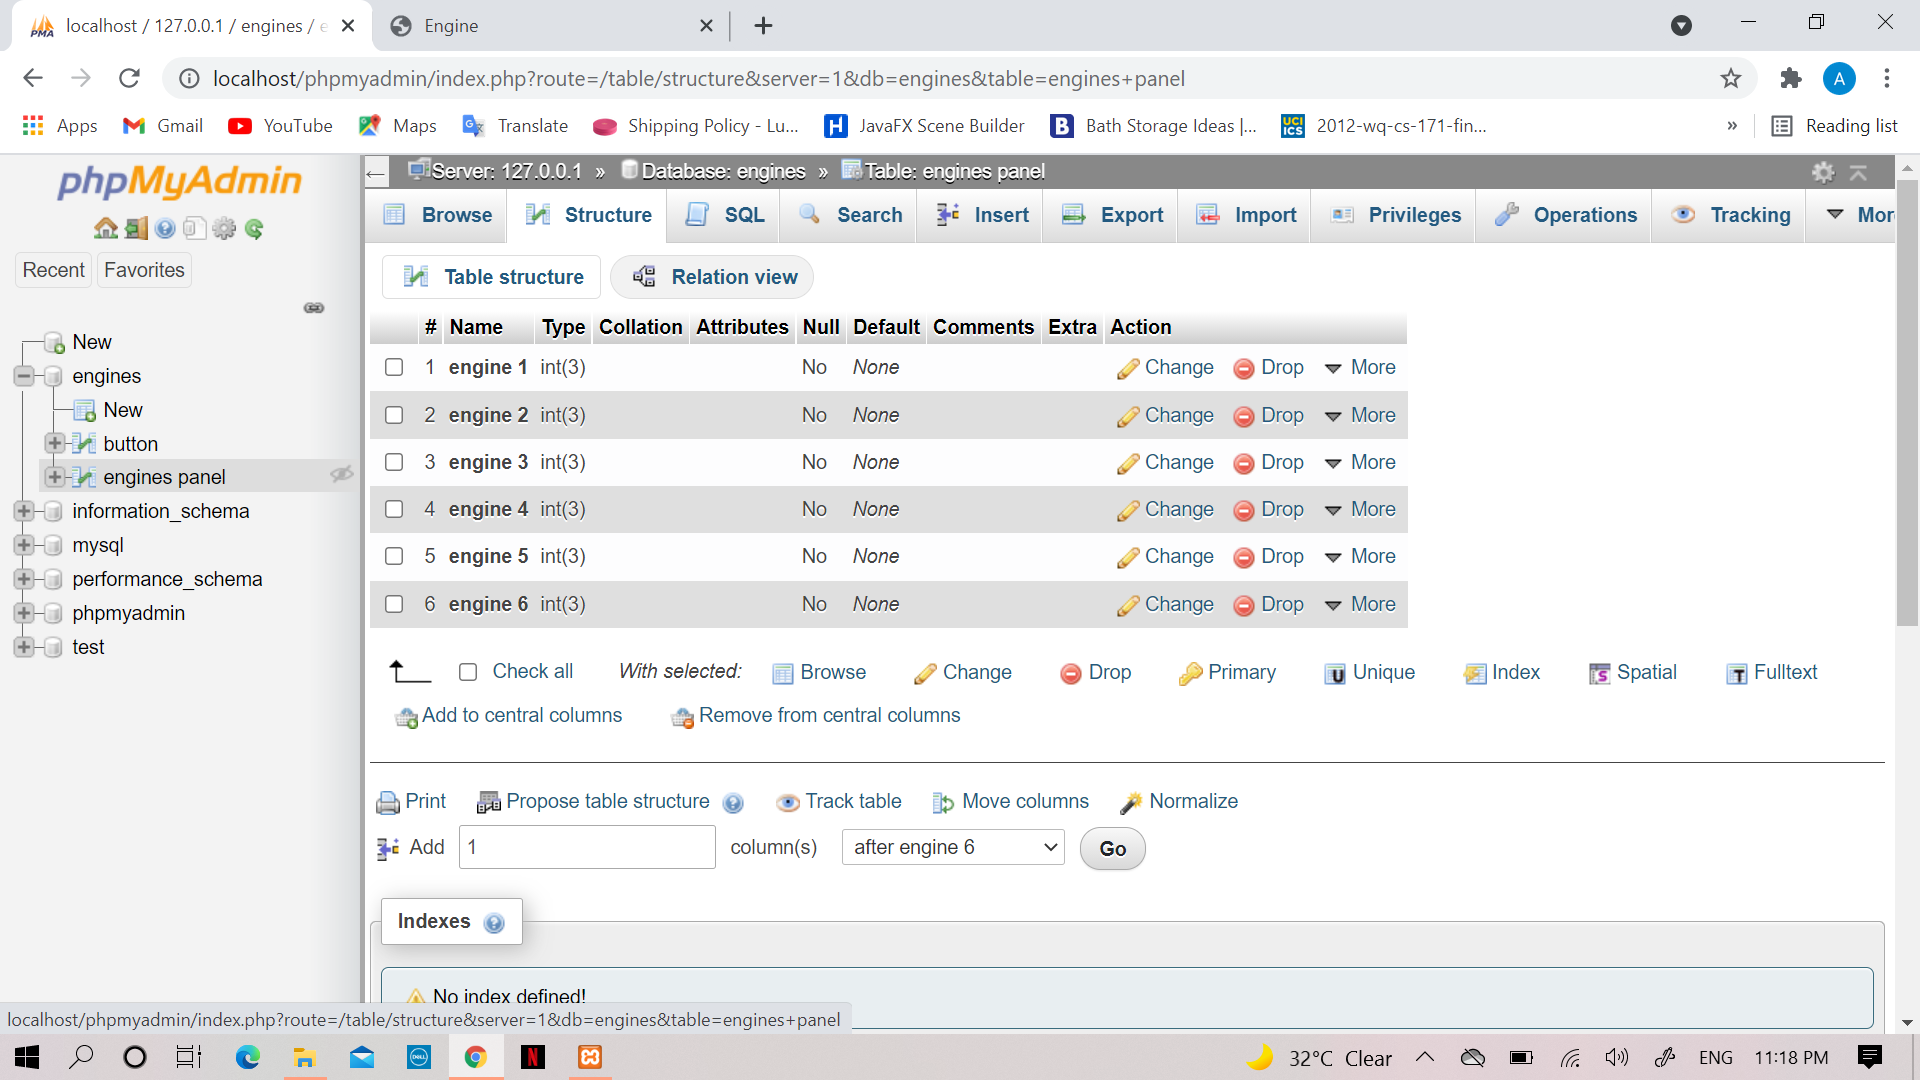 localhost / 127.0.0.1 / engines / e
Engine
localhost/phpmyadmin/index.php?route=/table/structure&server=1&db=engines&table=engines+panel
A
Apps
Gmail
YouTube
Maps
Translate
Shipping Policy - Lu...
JavaFX Scene Builder
Bath Storage Ideas |...
2012-wq-cs-171-fin...
»
Reading list
phpMyAdmin
Recent
Favorites
New
engines
New
button
engines panel
information_schema
mysql
performance_schema
phpmyadmin
test
Server: 127.0.0.1 » Database: engines » Table: engines panel
Browse
Structure
SQL
Search
Insert
Export
Import
Privileges
Operations
Tracking
Mor
Table structure
Relation view
# Name Type Collation Attributes Null Default Comments Extra Action
1 engine 1 int(3) No None Change Drop More
2 engine 2 int(3) No None Change Drop More
3 engine 3 int(3) No None Change Drop More
4 engine 4 int(3) No None Change Drop More
5 engine 5 int(3) No None Change Drop More
6 engine 6 int(3) No None Change Drop More
Check all With selected: Browse Change Drop Primary Unique Index Spatial Fulltext
Add to central columns Remove from central columns
Print Propose table structure Track table Move columns Normalize
Add 1 column(s) after engine 6 Go
Indexes
No index defined!
localhost/phpmyadmin/index.php?route=/table/structure&server=1&db=engines&table=engines+panel
32°C Clear
ENG
11:18 PM